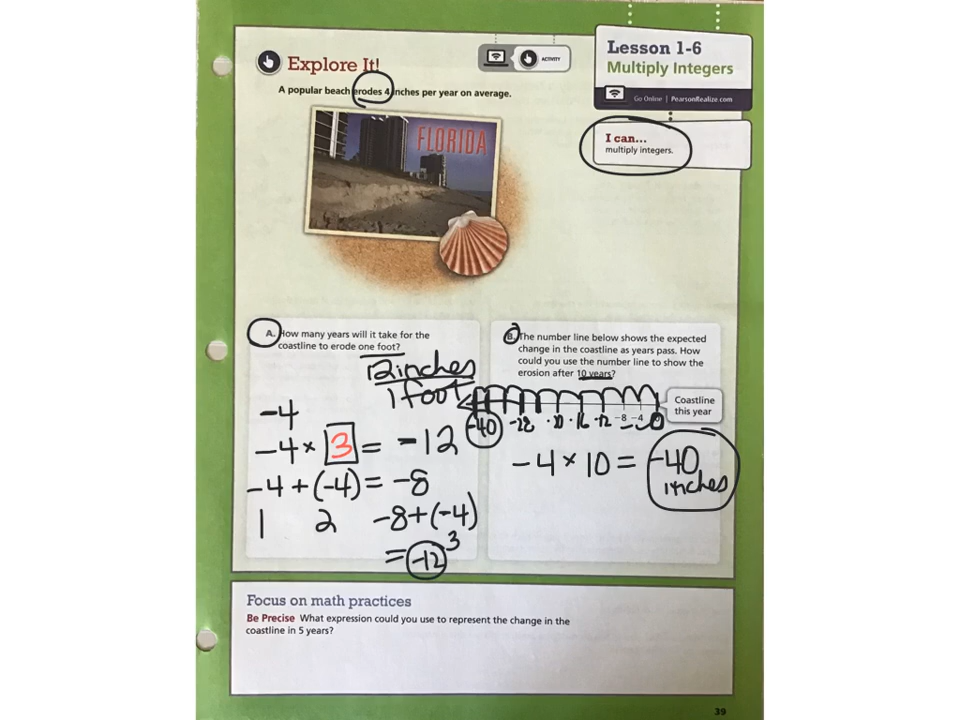 Lesson 1-6
Multiply Integers
Go Online | PearsonRealize.com
I can...
multiply integers.
Explore It!
ACTIVITY
A popular beach erodes 4 inches per year on average.
FLORIDA
A. How many years will it take for the
coastline to erode one foot?
12 inches
1 foot
-4
-4 × 3 = -12
-4 + (-4) = -8
1 2 -8 + (-4)
= -12 3
B. The number line below shows the expected
change in the coastline as years pass. How
could you use the number line to show the
erosion after 10 years?
Coastline
this year
-40 -28 -16 -12 -8 -4 0
-4 × 10 = -40
inches
Focus on math practices
Be Precise What expression could you use to represent the change in the
coastline in 5 years?
39